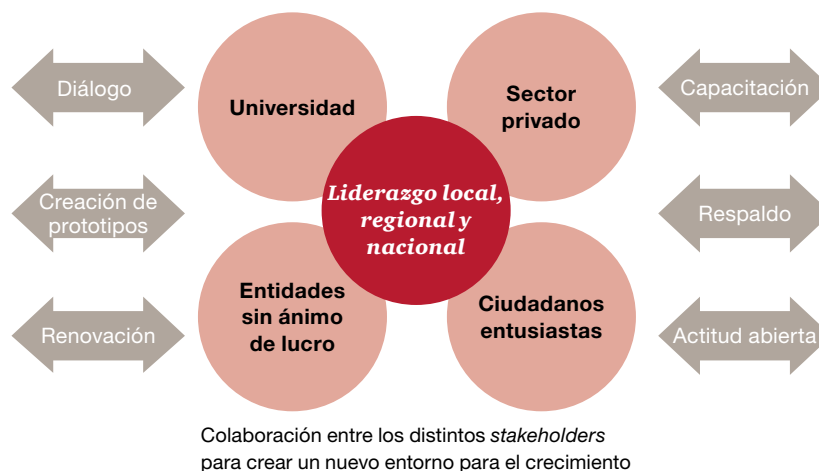 Diálogo
Universidad
Sector
privado
Capacitación
Creación de
prototipos
Liderazgo local,
regional y
nacional
Respaldo
Renovación
Entidades
sin ánimo
de lucro
Ciudadanos
entusiastas
Actitud abierta
Colaboración entre los distintos stakeholders
para crear un nuevo entorno para el crecimiento